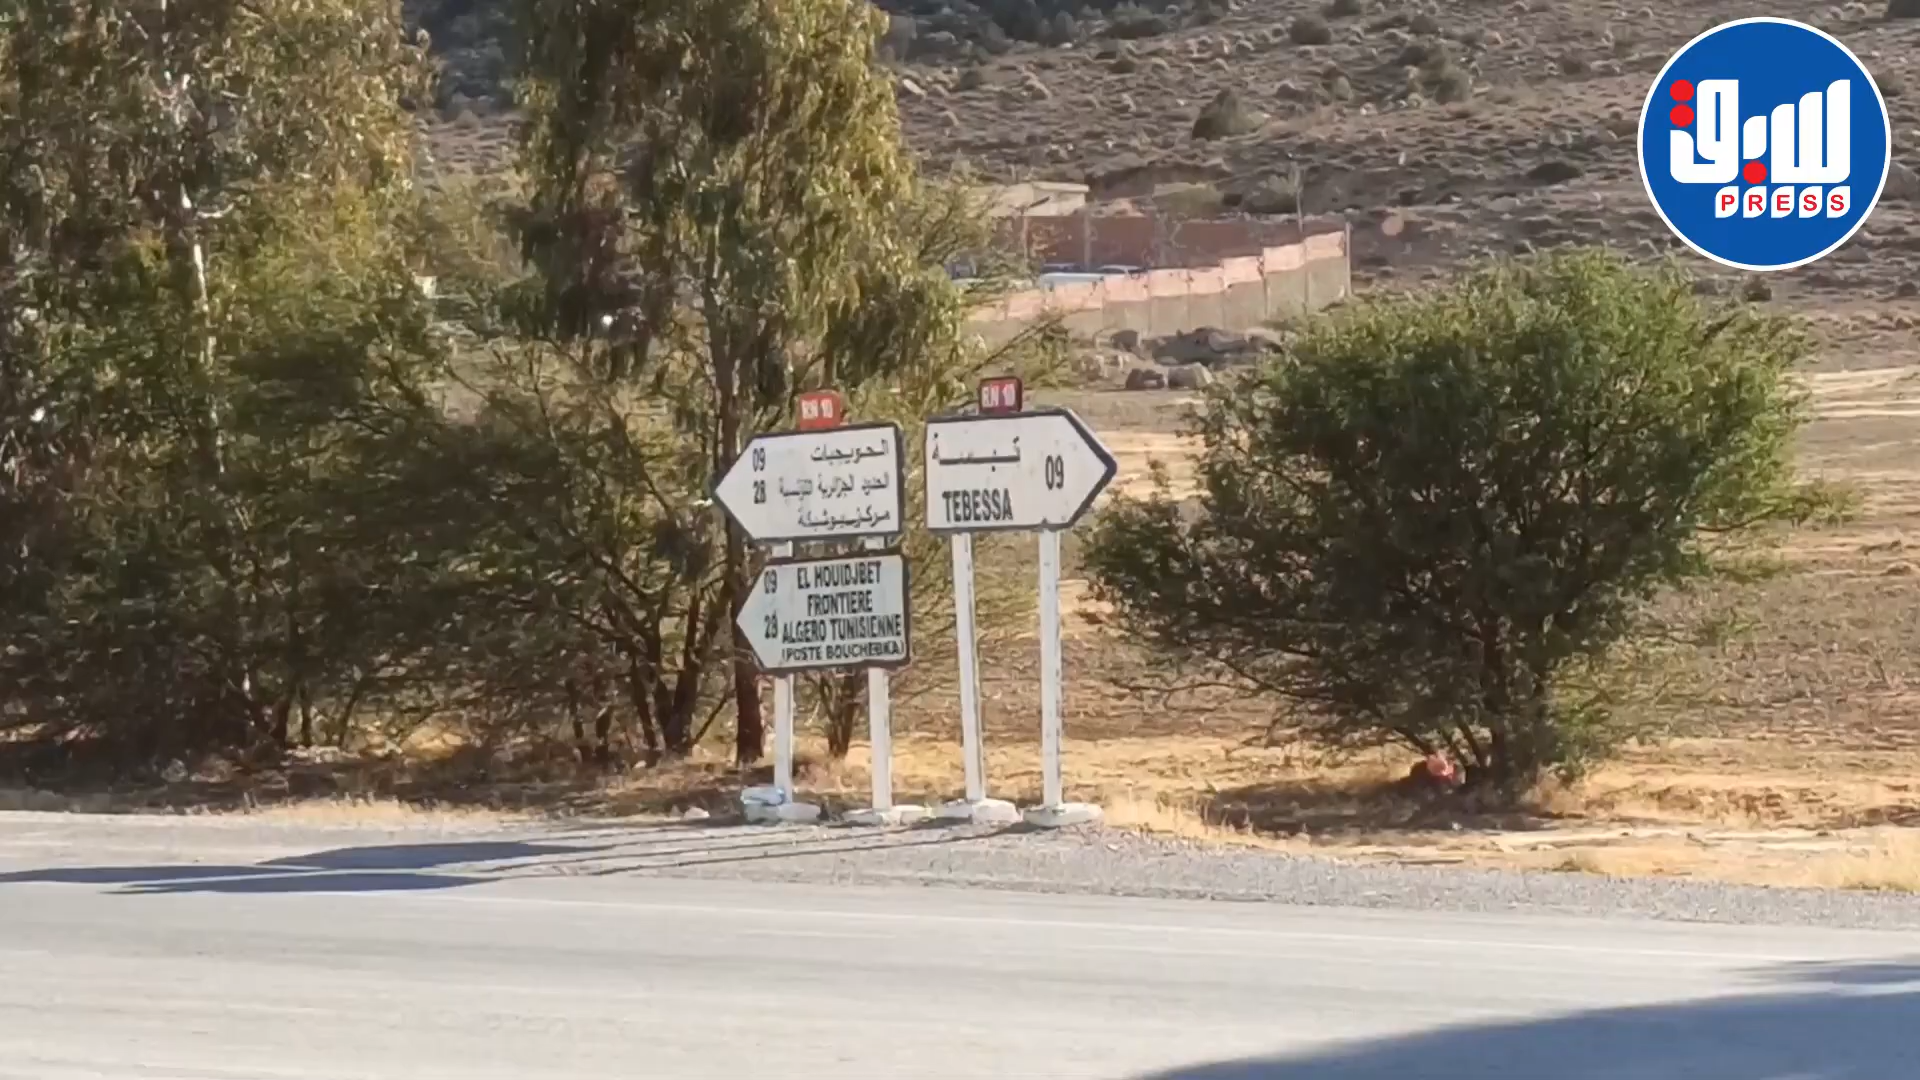 سبق
PRESS
RN 10
الحويجبات 09
الحدود الجزائرية التونسية 28
مركز بوشبكة
09 EL HOUIDJBET
FRONTIERE
28 ALGERO TUNISIENNE
(POSTE BOUCHEBKA)
RN 10
تبسة
TEBESSA 09